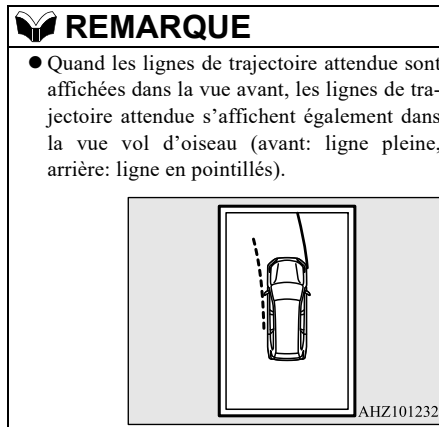 REMARQUE
● Quand les lignes de trajectoire attendue sont
affichées dans la vue avant, les lignes de tra-
jectoire attendue s’affichent également dans
la vue vol d’oiseau (avant: ligne pleine,
arrière: ligne en pointillés).
AHZ101232